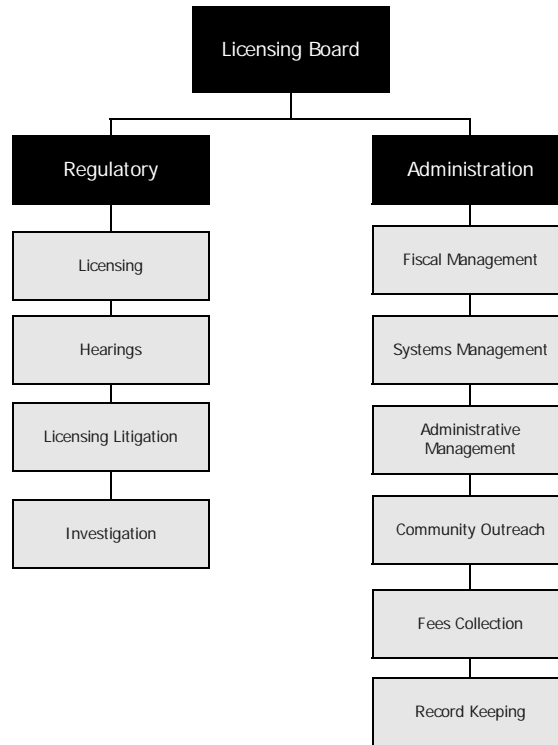 Licensing Board
Regulatory
Administration
Licensing
Hearings
Licensing Litigation
Investigation
Fiscal Management
Systems Management
Administrative
Management
Community Outreach
Fees Collection
Record Keeping